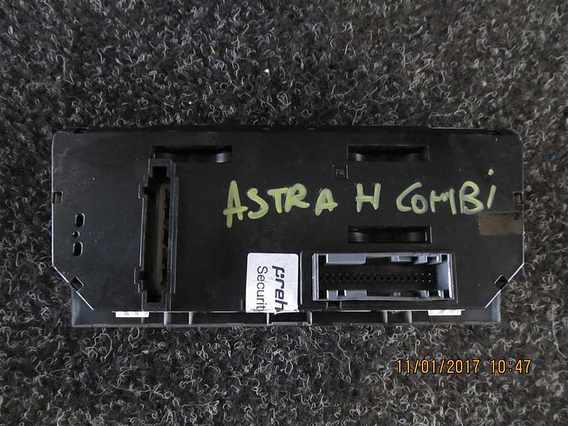 ASTRA H COMBi
preh
Securit
11/01/2017 10:47